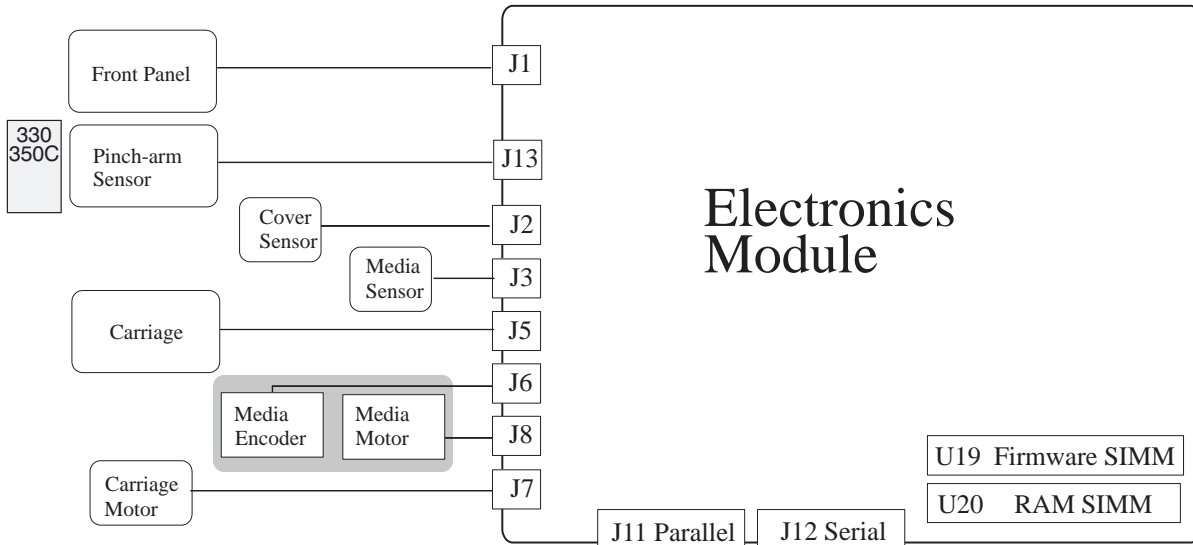 Front Panel
J1
330
350C
Pinch-arm
Sensor
J13
Cover
Sensor
J2
Media
Sensor
J3
Carriage
J5
J6
Media
Encoder
Media
Motor
J8
Carriage
Motor
J7
Electronics
Module
U19 Firmware SIMM
U20 RAM SIMM
J11 Parallel
J12 Serial